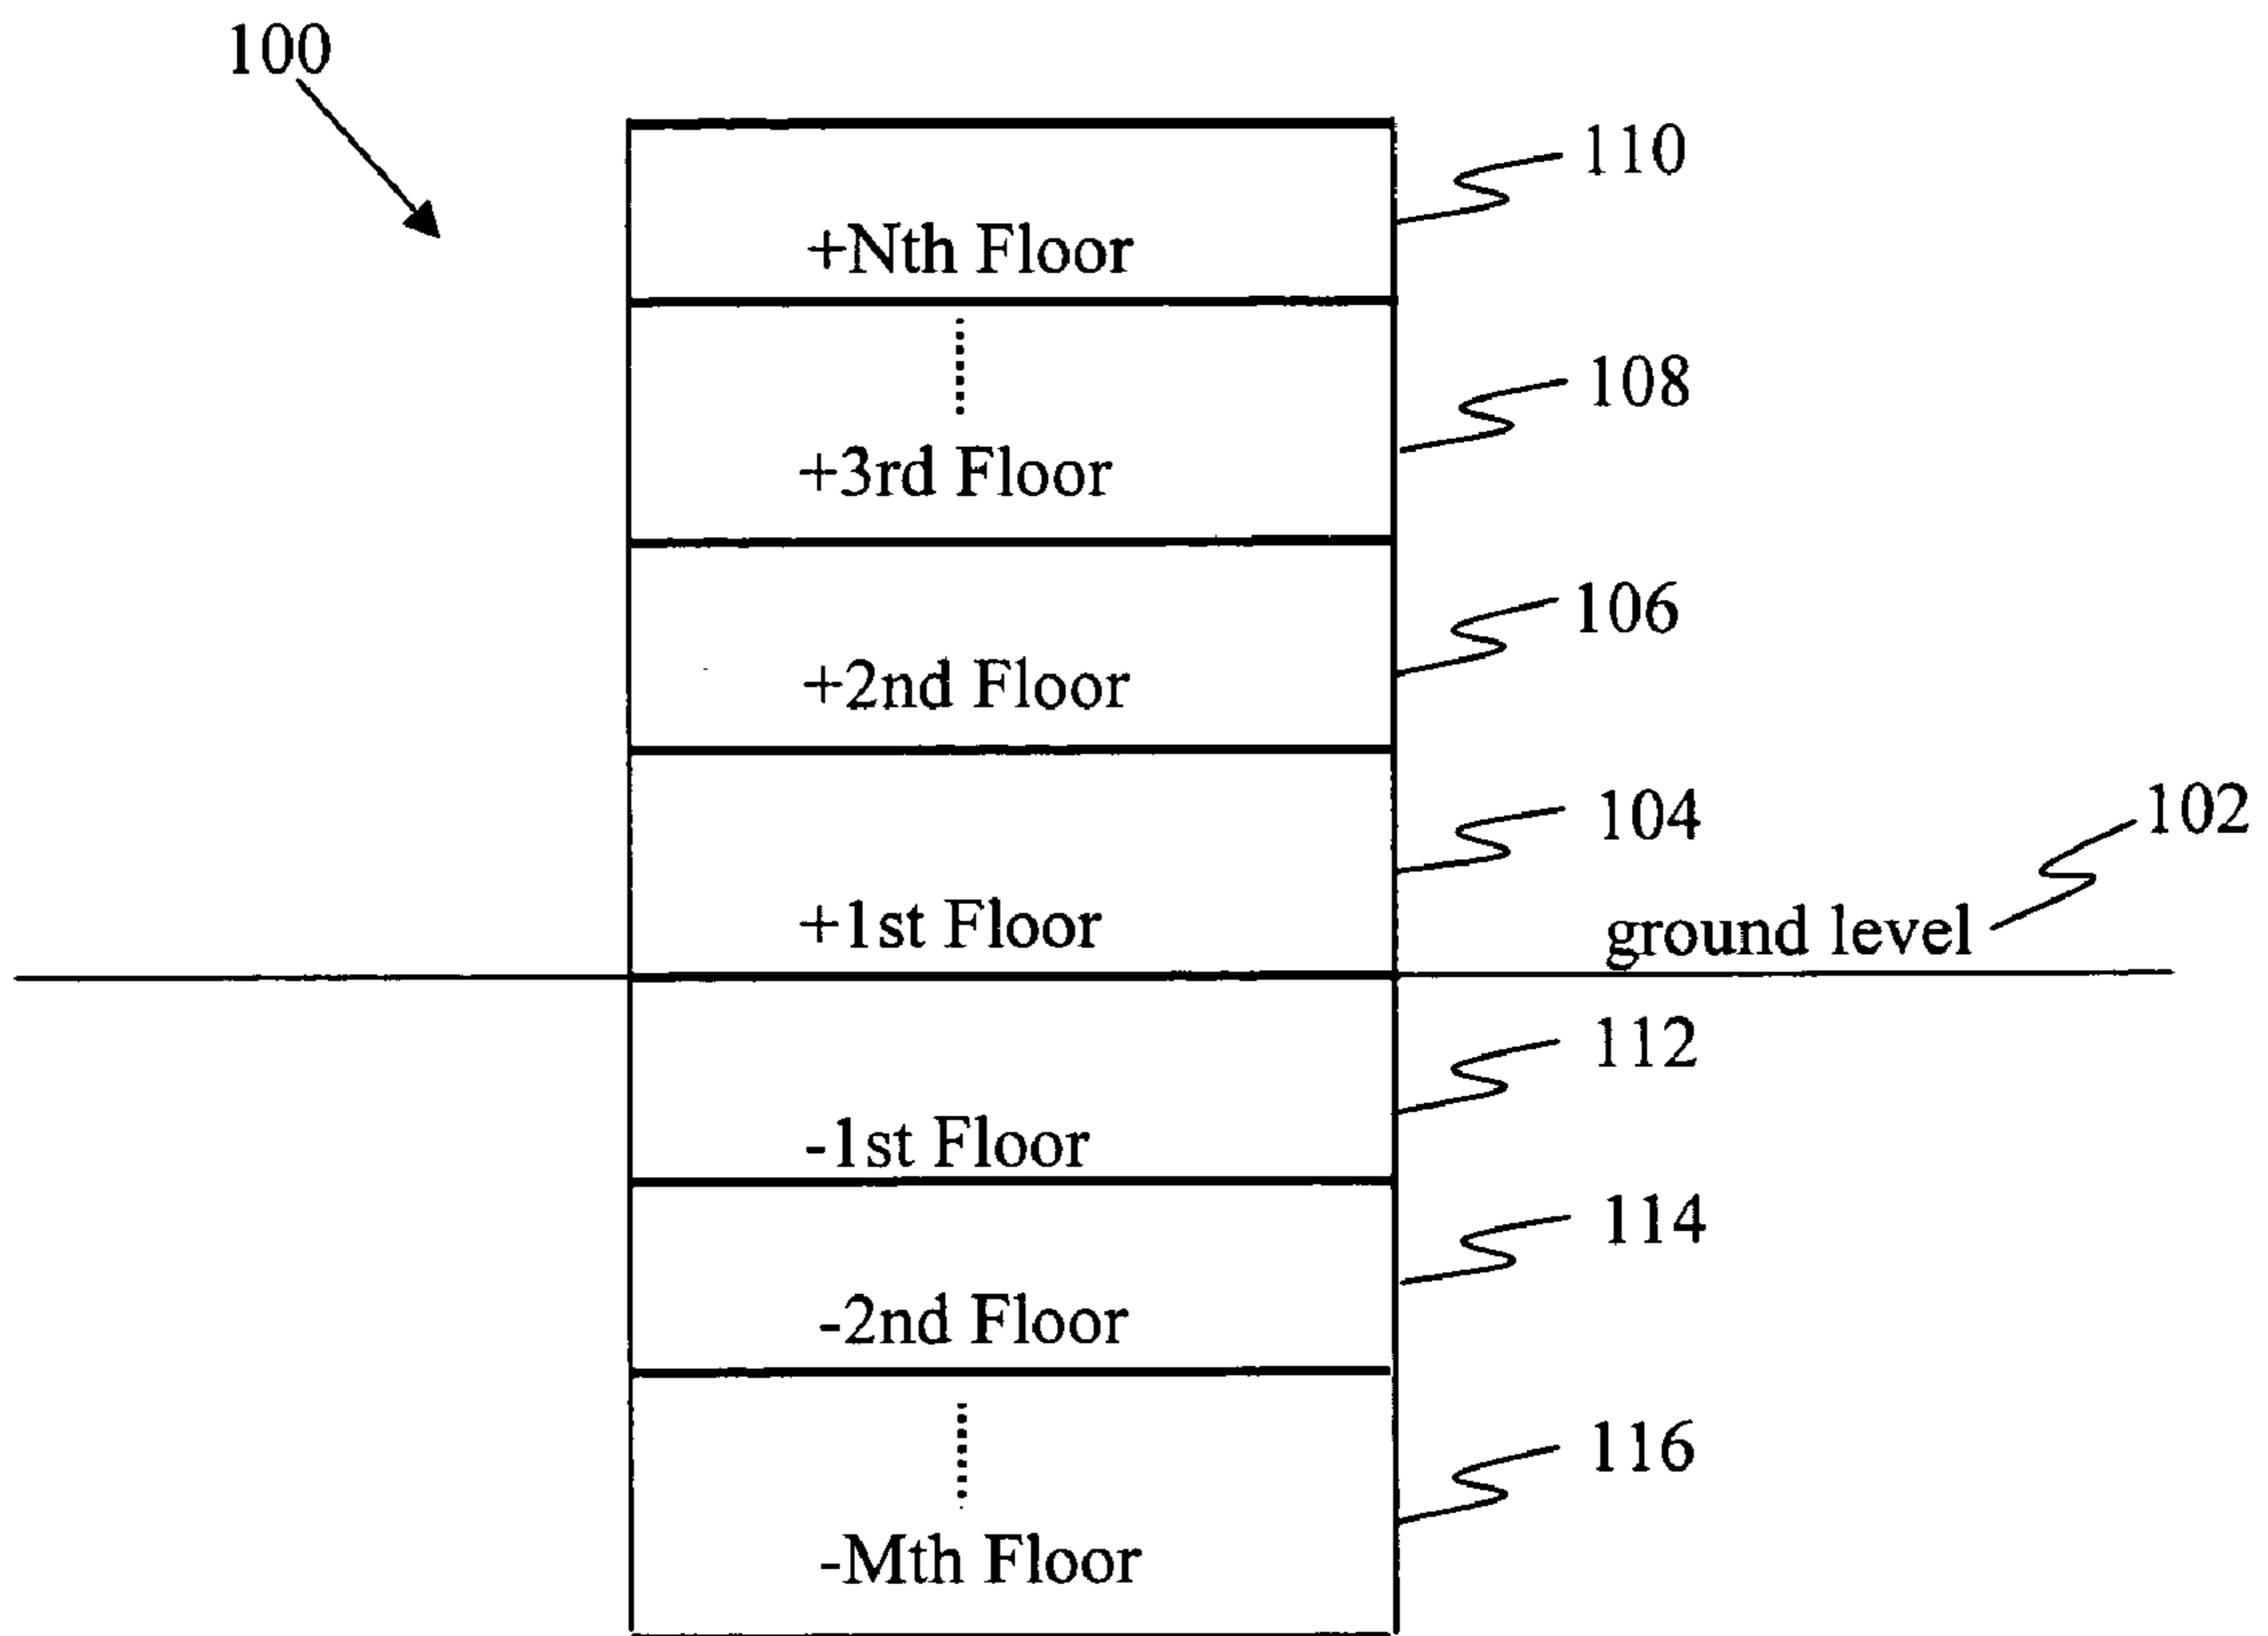 100
110
+Nth Floor
108
+3rd Floor
106
+2nd Floor
104
102
+1st Floor
ground level
112
-1st Floor
114
-2nd Floor
116
-Mth Floor